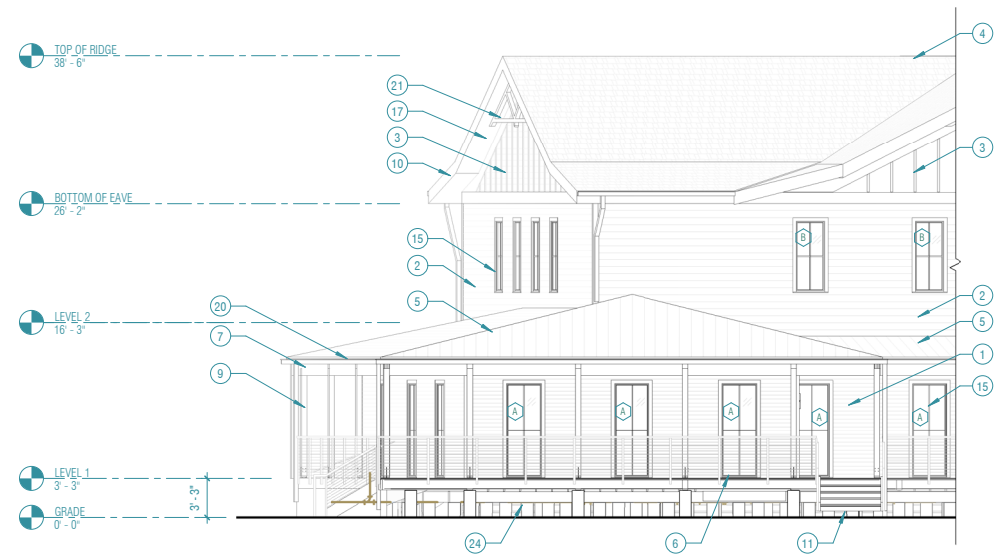 TOP OF RIDGE
38' - 6"
4
21
17
3
3
10
BOTTOM OF EAVE
26' - 2"
15
B
B
2
2
20
5
LEVEL 2
16' - 3"
5
7
1
9
15
A
A
A
A
A
LEVEL 1
3' - 3"
3' - 3"
GRADE
0' - 0"
24
6
11